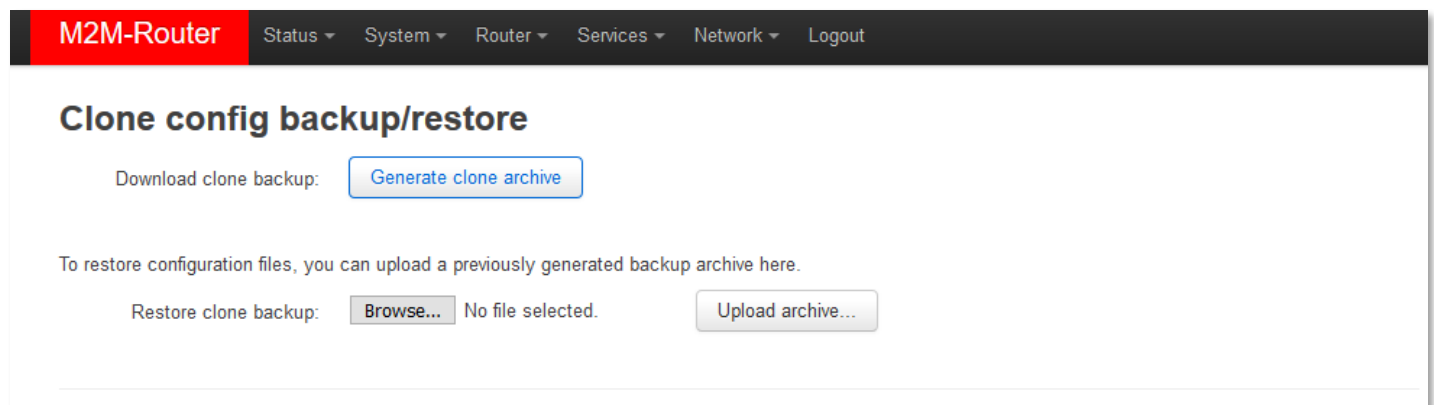 M2M-Router Status System Router Services Network Logout
Clone config backup/restore
Download clone backup: Generate clone archive
To restore configuration files, you can upload a previously generated backup archive here.
Restore clone backup: Browse... No file selected. Upload archive...